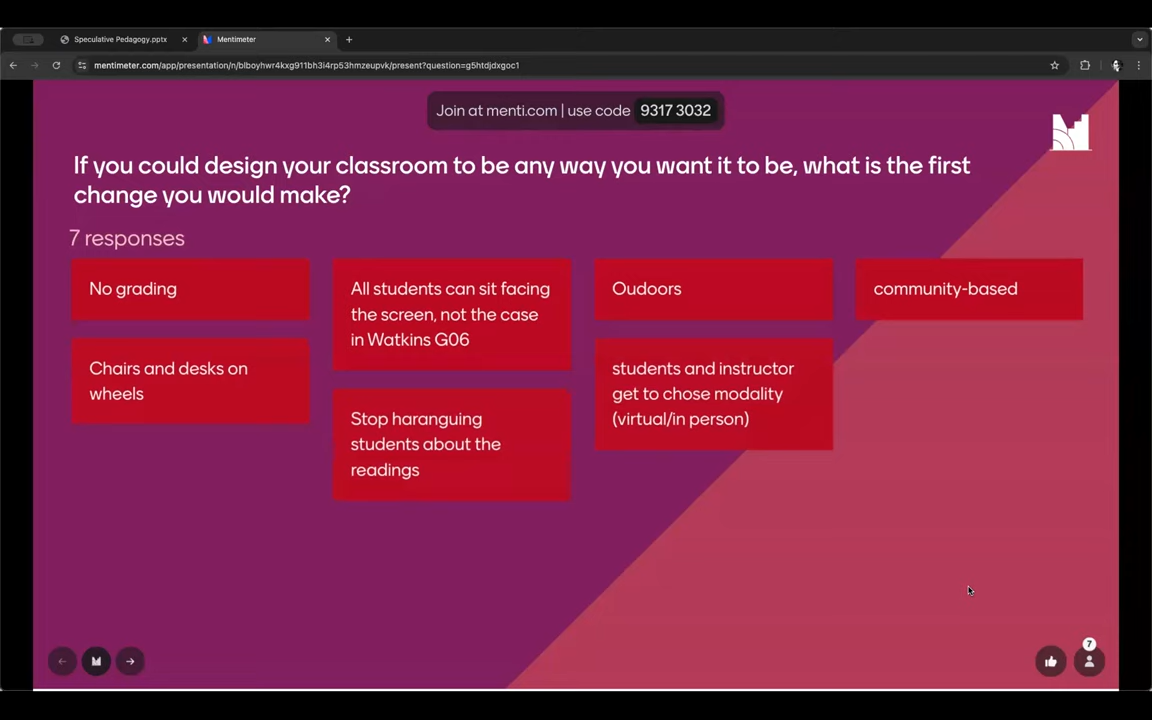 Speculative Pedagogy.pptx
Mentimeter
mentimeter.com/app/presentation/n/blboyhwr4kxg911bh3i4rp53hmzeupvk/present?question=g5htdjdxgoc1
Join at menti.com | use code 9317 3032
If you could design your classroom to be any way you want it to be, what is the first
change you would make?
7 responses
No grading
Chairs and desks on
wheels
All students can sit facing
the screen, not the case
in Watkins G06
Stop haranguing
students about the
readings
Oudoors
students and instructor
get to chose modality
(virtual/in person)
community-based
7